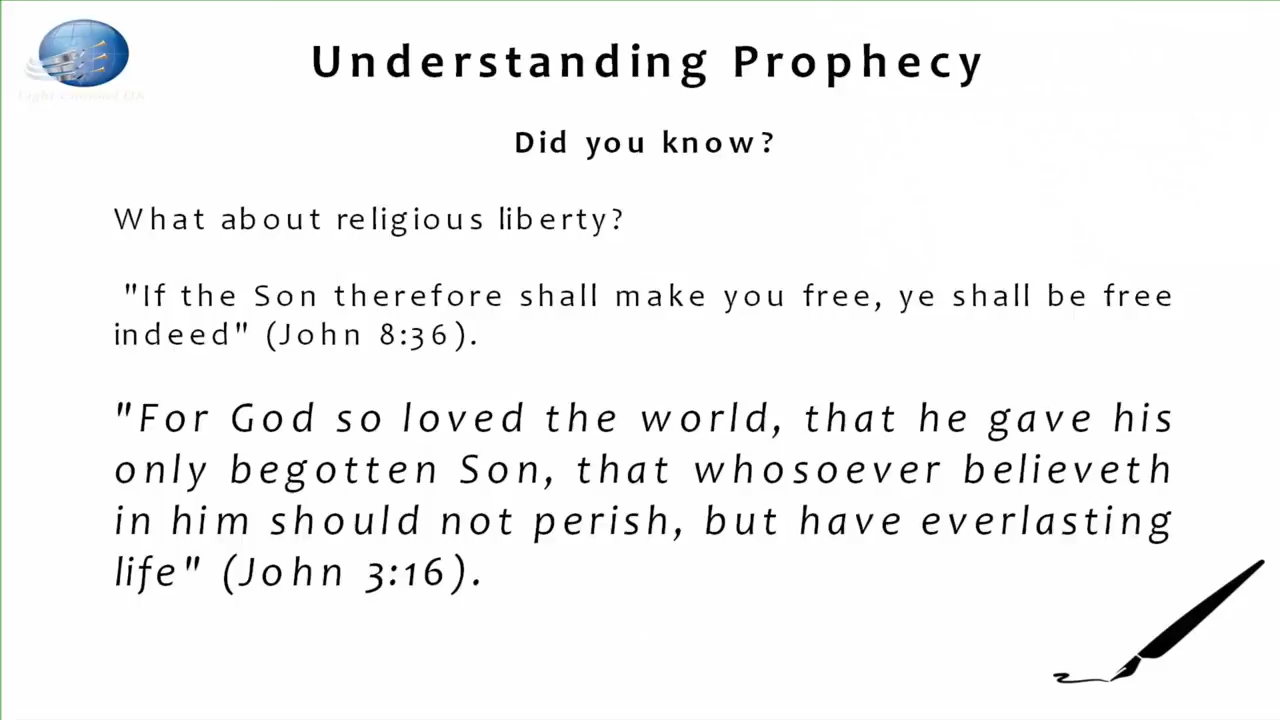 Understanding Prophecy
Did you know?
What about religious liberty?
"If the Son therefore shall make you free, ye shall be free
indeed" (John 8:36).
"For God so loved the world, that he gave his
only begotten Son, that whosoever believeth
in him should not perish, but have everlasting
life" (John 3:16).